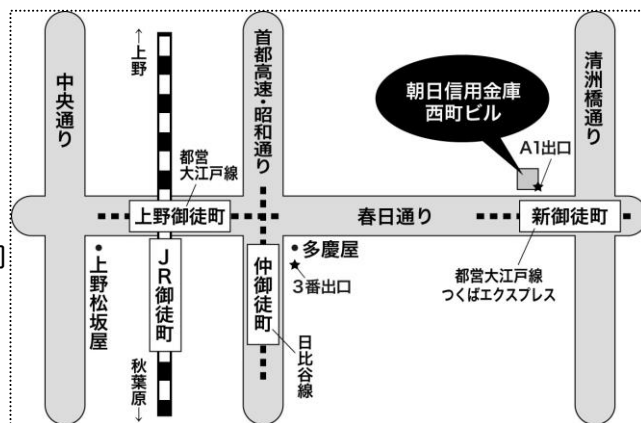 中央通り
←上野
首都高速・昭和通り
清洲橋通り
朝日信用金庫
西町ビル
A1出口
都営
大江戸線
上野御徒町
春日通り
新御徒町
都営大江戸線
つくばエクスプレス
上野松坂屋
JR御徒町
仲御徒町
多慶屋
3番出口
日比谷線
秋葉原→